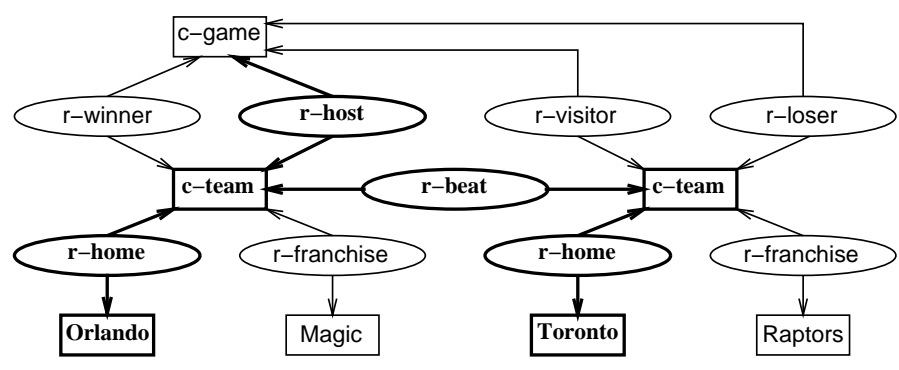 c–game
r–winner
r–host
r–visitor
r–loser
c–team
r–beat
c–team
r–home
r–franchise
r–home
r–franchise
Orlando
Magic
Toronto
Raptors